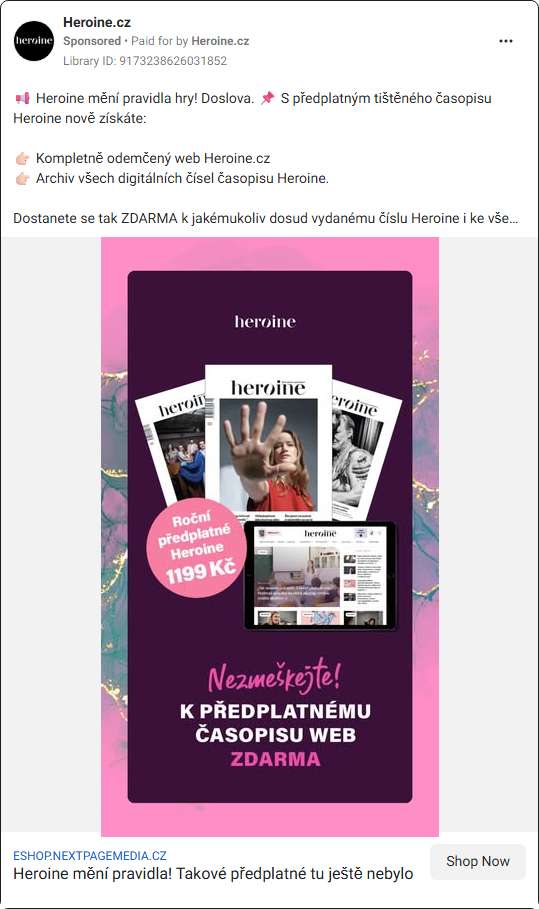 Heroine.cz
Sponsored • Paid for by Heroine.cz
Library ID: 9173238626031852
Heroine mění pravidla hry! Doslova. 📌 S předplatným tištěného časopisu
Heroine nově získáte:
👉🏻 Kompletně odemčený web Heroine.cz
👉🏻 Archiv všech digitálních čísel časopisu Heroine.
Dostanete se tak ZDARMA k jakémukoliv dosud vydanému číslu Heroine i ke vše...
heroine
heroine
heroine
heroine
Roční
předplatné
Heroine
1199 Kč
heroine
Nezmeškejte!
K PŘEDPLATNÉMU
ČASOPISU WEB
ZDARMA
ESHOP.NEXTPAGEMEDIA.CZ
Heroine mění pravidla! Takové předplatné tu ještě nebylo
Shop Now